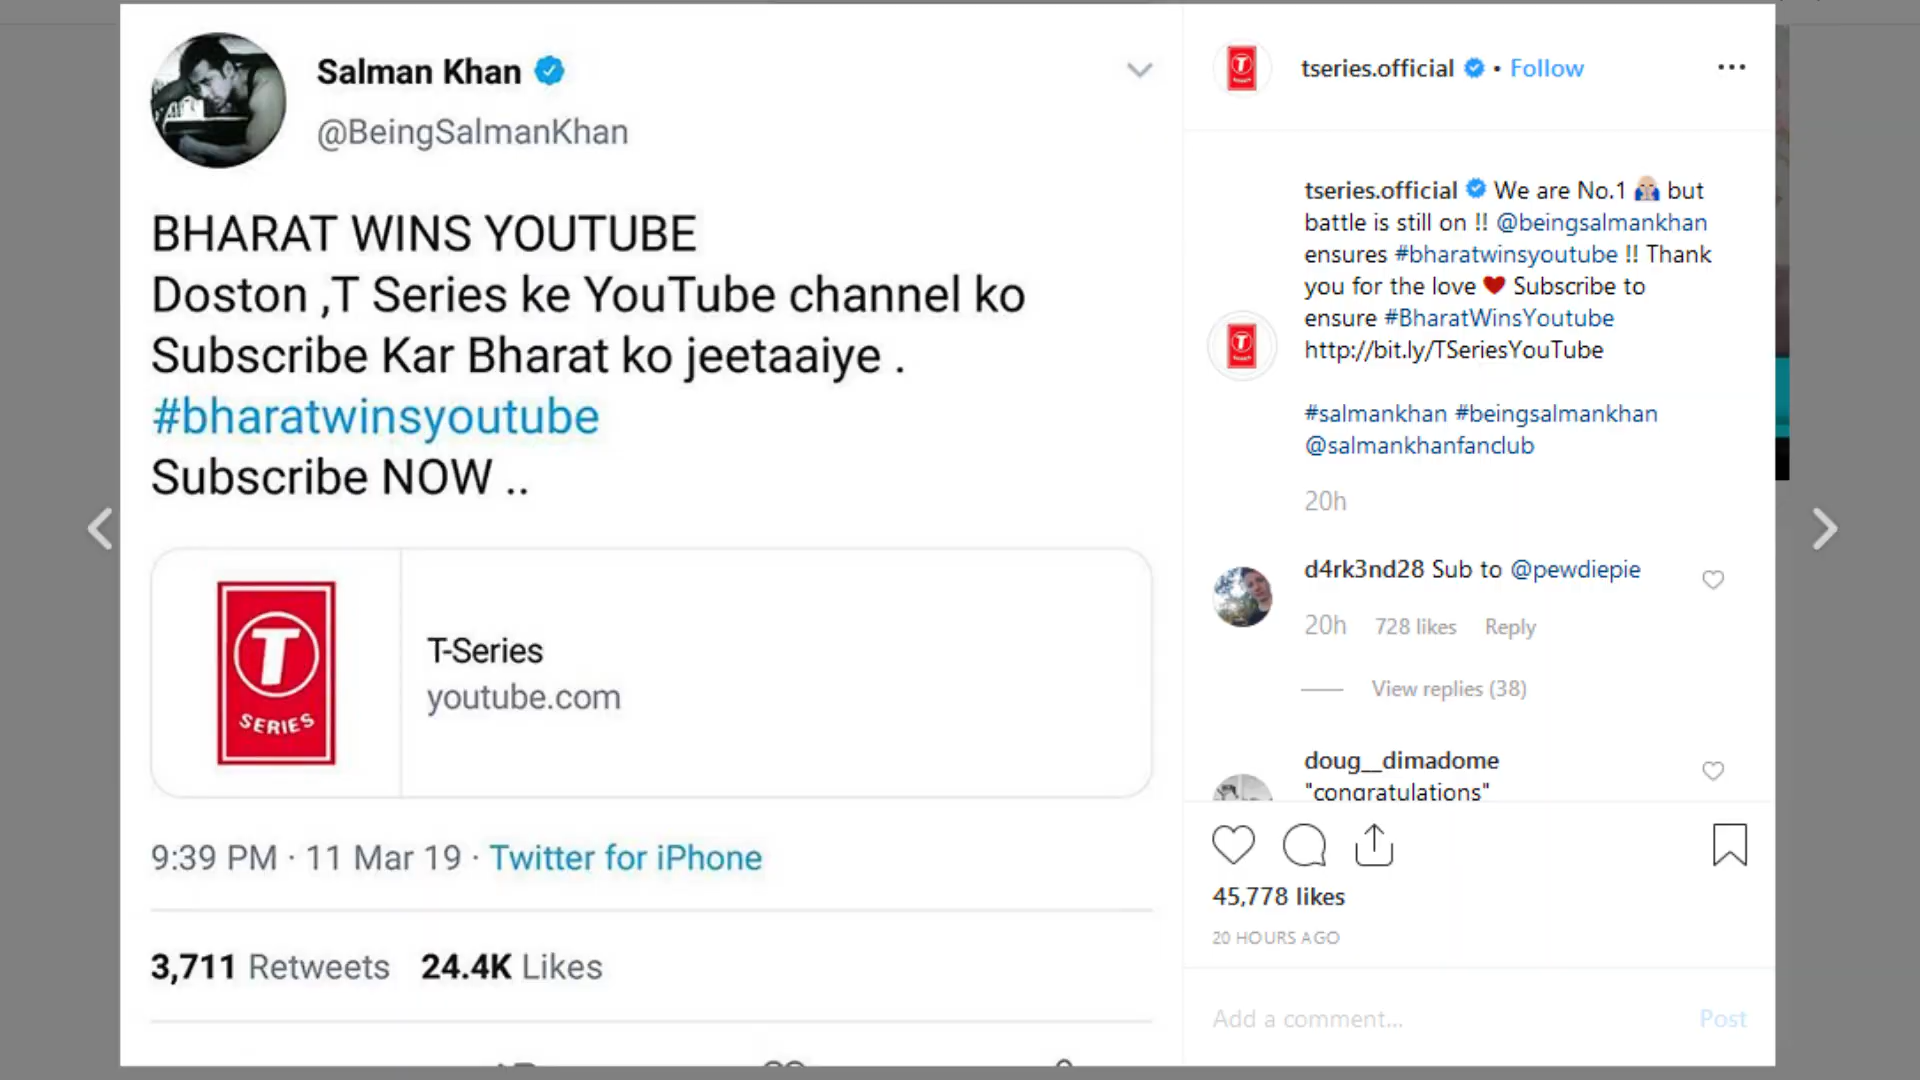 Salman Khan
@BeingSalmanKhan
BHARAT WINS YOUTUBE
Doston ,T Series ke YouTube channel ko
Subscribe Kar Bharat ko jeetaaiye .
#bharatwinsyoutube
Subscribe NOW ..
T
SERIES
T-Series
youtube.com
9:39 PM · 11 Mar 19 · Twitter for iPhone
3,711 Retweets 24.4K Likes
tseries.official • Follow
tseries.official We are No.1 🙏 but
battle is still on !! @beingsalmankhan
ensures #bharatwinsyoutube !! Thank
you for the love ❤ Subscribe to
ensure #BharatWinsYoutube
http://bit.ly/TSeriesYouTube
#salmankhan #beingsalmankhan
@salmankhanfanclub
20h
d4rk3nd28 Sub to @pewdiepie
20h 728 likes Reply
View replies (38)
doug__dimadome
"congratulations"
45,778 likes
20 HOURS AGO
Add a comment... Post